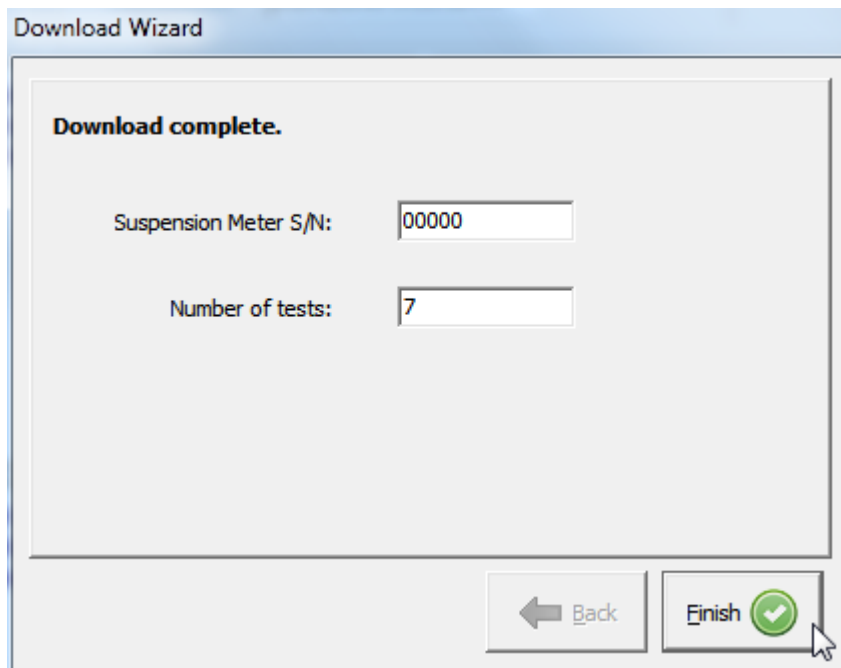 Download Wizard
Download complete.
Suspension Meter S/N: 00000
Number of tests: 7
Back Finish